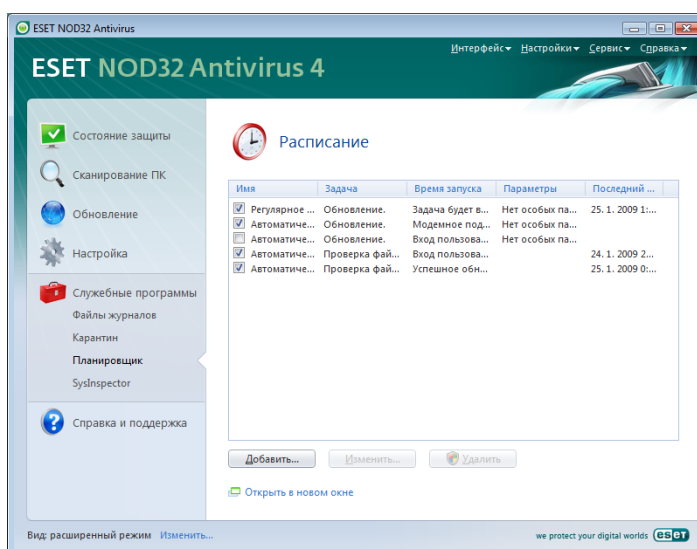 ESET NOD32 Antivirus
Интерфейс Настройки Сервис Справка
ESET NOD32 Antivirus 4
Состояние защиты
Сканирование ПК
Обновление
Настройка
Служебные программы
Файлы журналов
Карантин
Планировщик
SysInspector
Справка и поддержка
Расписание
Имя Задача Время запуска Параметры Последний ...
Регулярное ... Обновление. Задача будет в... Нет особых па... 25. 1. 2009 1:...
Автоматиче... Обновление. Модемное под... Нет особых па...
Автоматиче... Обновление. Вход пользова... Нет особых па...
Автоматиче... Проверка фай... Вход пользова... 24. 1. 2009 2...
Автоматиче... Проверка фай... Успешное обн... 25. 1. 2009 0:...
Добавить... Изменить... Удалить
Открыть в новом окне
Вид: расширенный режим Изменить...
we protect your digital worlds eset